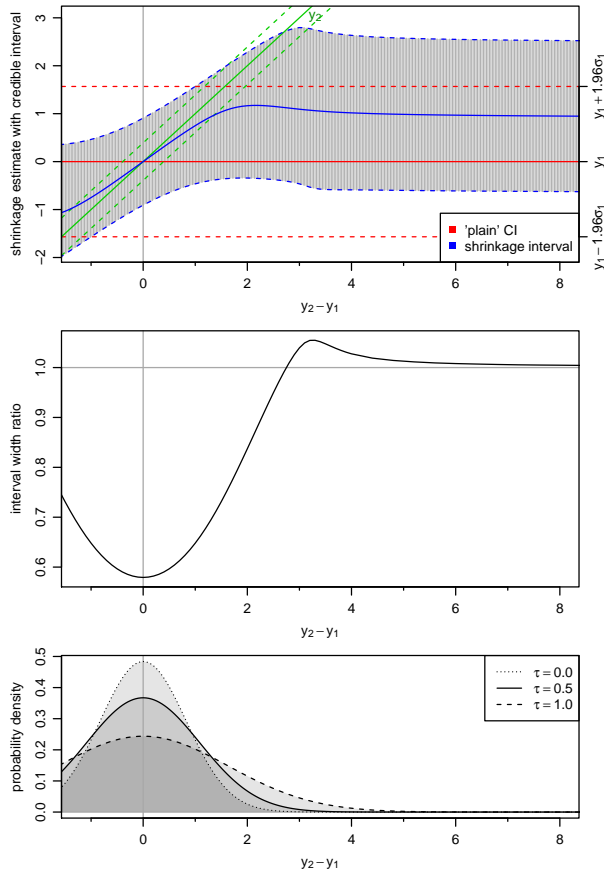 shrinkage estimate with credible interval
3
2
1
0
−1
−2
y₂
y₁+1.96σ₁
y₁
y₁−1.96σ₁
'plain' CI
shrinkage interval
0 2 4 6 8
y₂−y₁
interval width ratio
1.0
0.9
0.8
0.7
0.6
0 2 4 6 8
y₂−y₁
probability density
0.5
0.4
0.3
0.2
0.1
0.0
τ=0.0
τ=0.5
τ=1.0
0 2 4 6 8
y₂−y₁